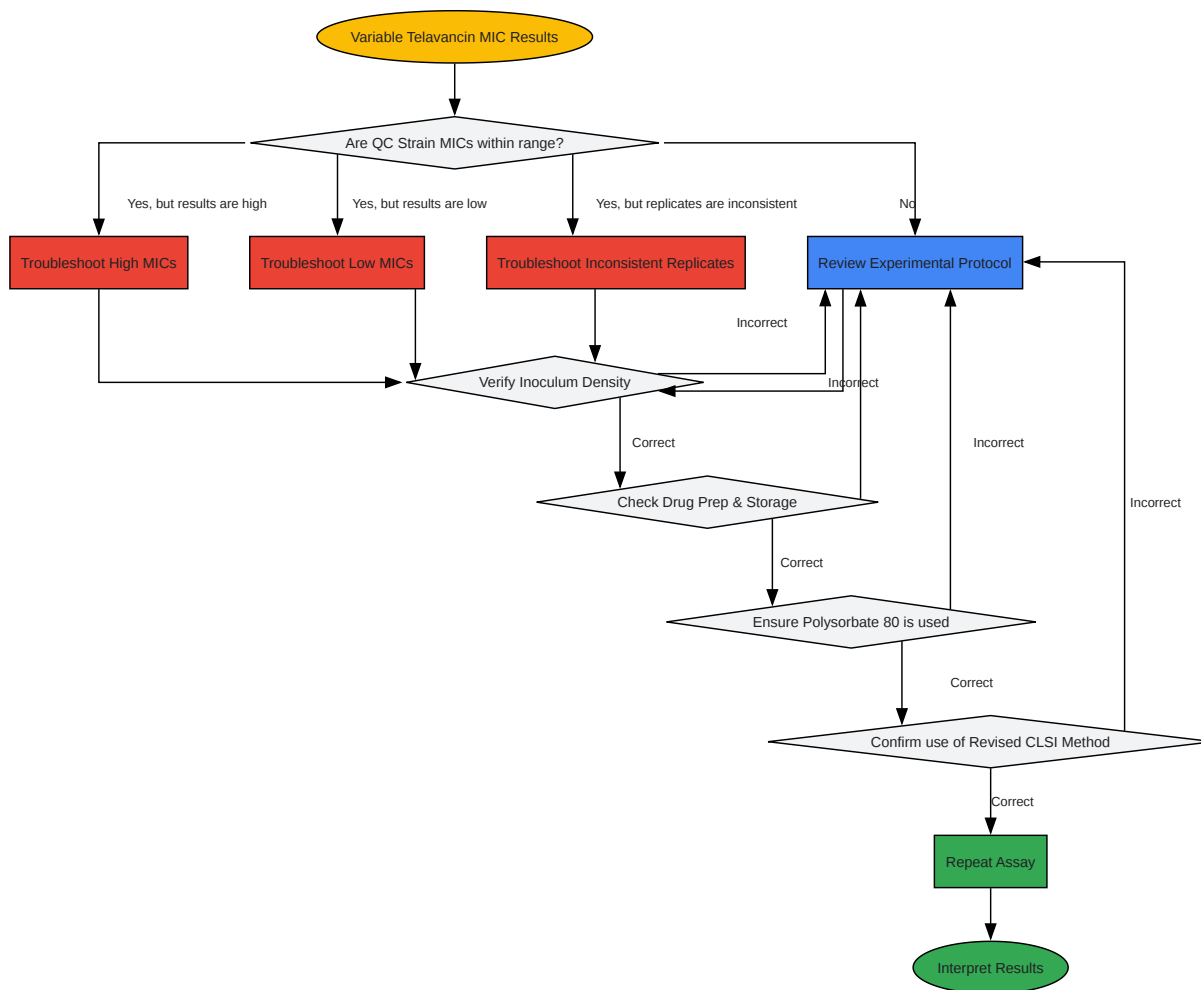 Variable Telavancin MIC Results
Are QC Strain MICs within range?
Yes, but results are high
Yes, but results are low
Yes, but replicates are inconsistent
No
Troubleshoot High MICs
Troubleshoot Low MICs
Troubleshoot Inconsistent Replicates
Review Experimental Protocol
Incorrect
Verify Inoculum Density
Incorrect
Correct
Incorrect
Check Drug Prep & Storage
Incorrect
Correct
Ensure Polysorbate 80 is used
Correct
Confirm use of Revised CLSI Method
Correct
Repeat Assay
Interpret Results